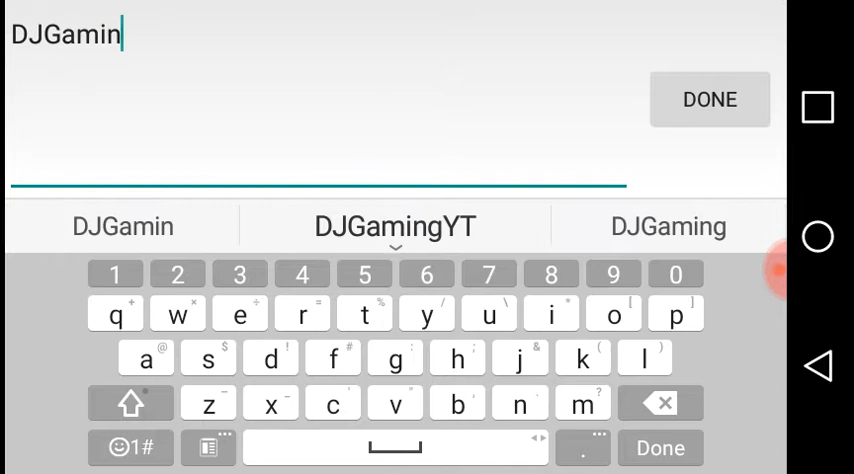 DJGamin
DONE
DJGamin DJGamingYT DJGaming
1 2 3 4 5 6 7 8 9 0
q + w × e ÷ r = t % y / u \ i * o [ p ]
a @ s $ d ! f # g : h ; j & k ( l )
z _ x - c ' v " b , n . m ?
1# . Done